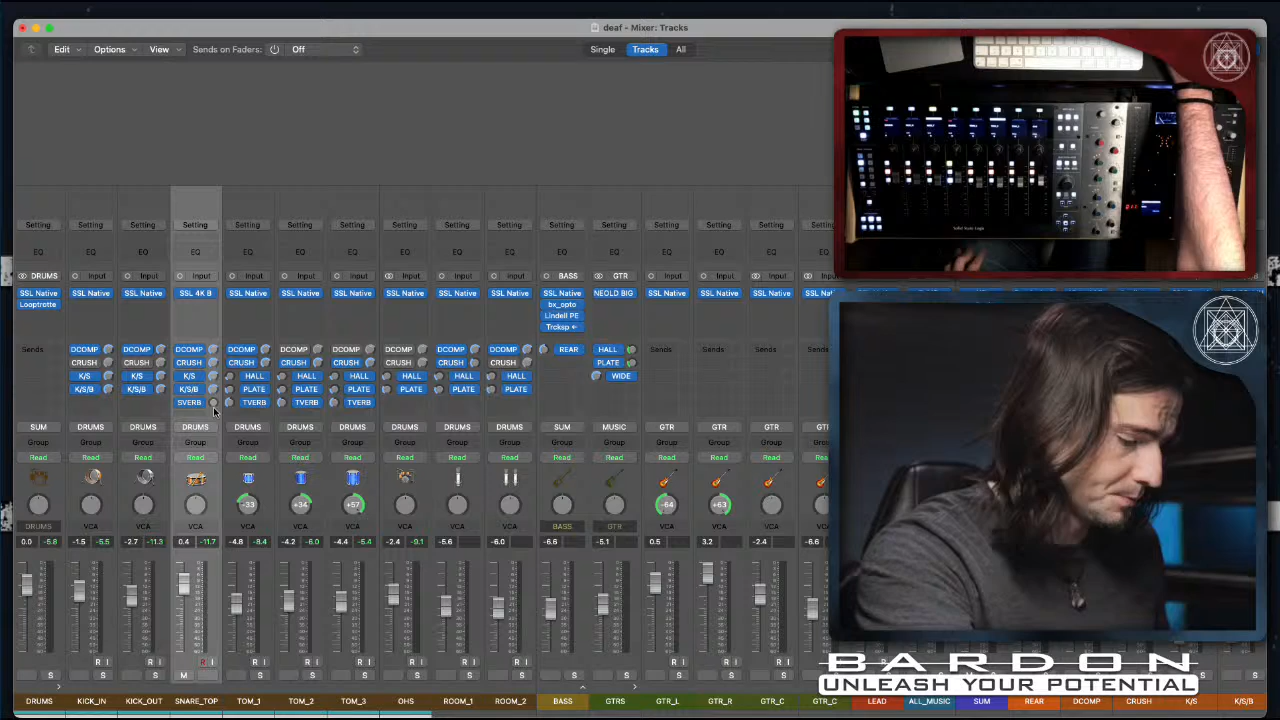 deaf - Mixer: Tracks
Edit Options View Sends on Faders: Off Single Tracks All
Setting Setting Setting Setting Setting Setting Setting Setting Setting Setting Setting Setting Setting Setting Setting
EQ EQ EQ EQ EQ EQ EQ EQ EQ EQ EQ EQ EQ EQ EQ
DRUMS Input Input Input Input Input Input Input Input Input BASS GTR Input Input Input
SSL Native SSL Native SSL Native SSL 4K B SSL Native SSL Native SSL Native SSL Native SSL Native SSL Native SSL Native NEOLD BIG SSL Native SSL Native SSL Native
Looptrotte bx_opto
Lindell PE
Trcksp
Sends DCOMP DCOMP DCOMP DCOMP DCOMP DCOMP DCOMP DCOMP DCOMP REAR HALL Sends Sends Sends
CRUSH CRUSH CRUSH CRUSH CRUSH CRUSH CRUSH CRUSH CRUSH PLATE
K/S K/S K/S HALL HALL HALL HALL HALL HALL WIDE
K/S/B K/S/B K/S/B PLATE PLATE PLATE PLATE PLATE PLATE
SVERB TVERB TVERB TVERB
SUM DRUMS DRUMS DRUMS DRUMS DRUMS DRUMS DRUMS DRUMS DRUMS SUM MUSIC GTR GTR GTR
Group Group Group Group Group Group Group Group Group Group Group Group Group Group Group
Read Read Read Read Read Read Read Read Read Read Read Read Read Read Read
-33 +34 +57 -64 +63
DRUMS VCA VCA VCA VCA VCA VCA VCA VCA VCA BASS GTR VCA VCA VCA
0.0 -5.8 -1.5 -5.5 -2.7 -11.3 0.4 -11.7 -4.8 -8.4 -4.2 -6.0 -4.4 -5.4 -2.4 -9.1 -5.6 -6.0 -6.6 -5.1 0.5 3.2 -2.4 -6.6
R I R I R I R I R I R I R I R I R I
DRUMS KICK_IN KICK_OUT TOM_1 TOM_2 TOM_3 OHS ROOM_1 ROOM_2 BASS GTRS GTR_L GTR_R GTR_C GTR_C LEAD ALL_MUSIC SUM REAR DCOMP CRUSH K/S K/S/B
Solid State Logic
BARDON
UNLEASH YOUR POTENTIAL